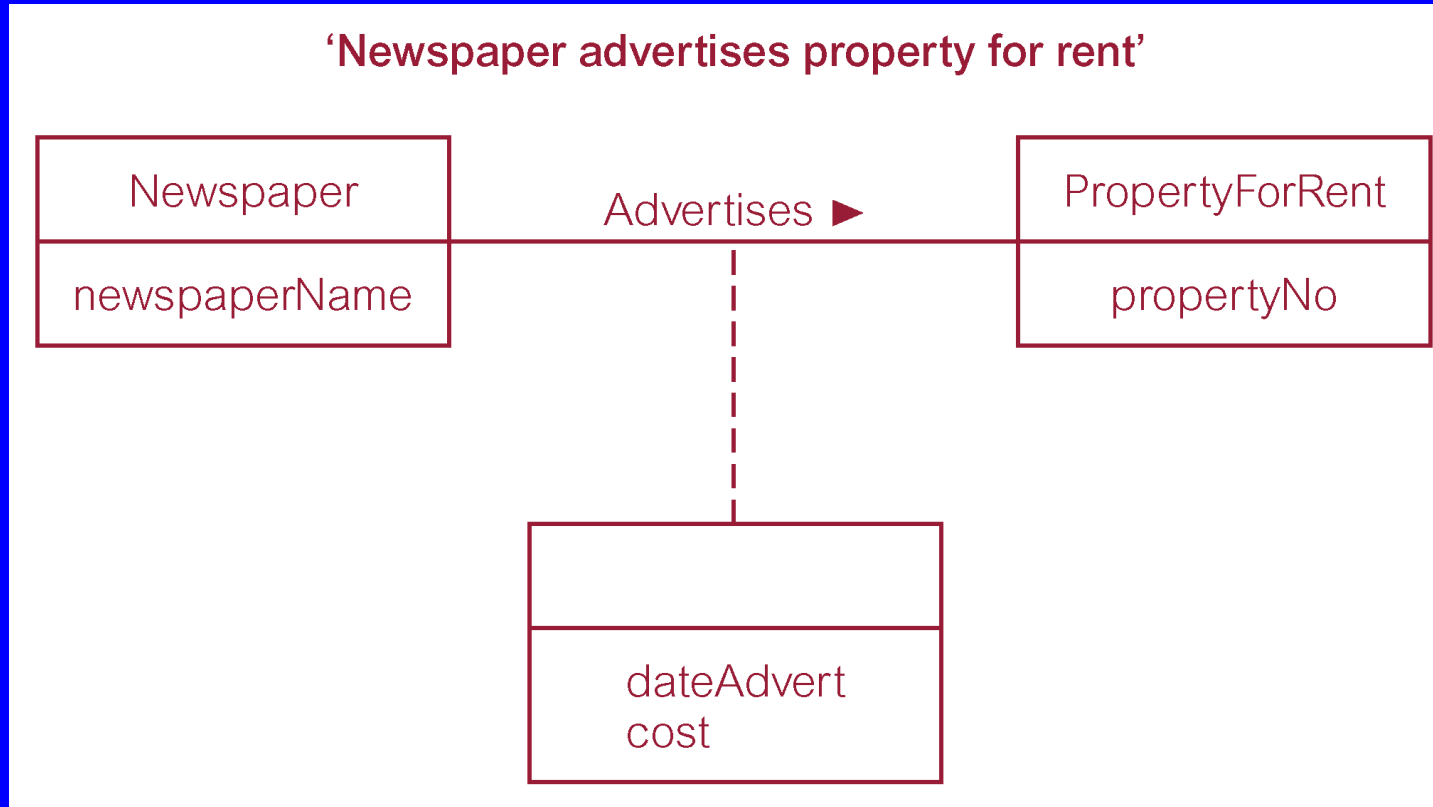 ‘Newspaper advertises property for rent’
Newspaper
Advertises ►
PropertyForRent
newspaperName
propertyNo
dateAdvert
cost